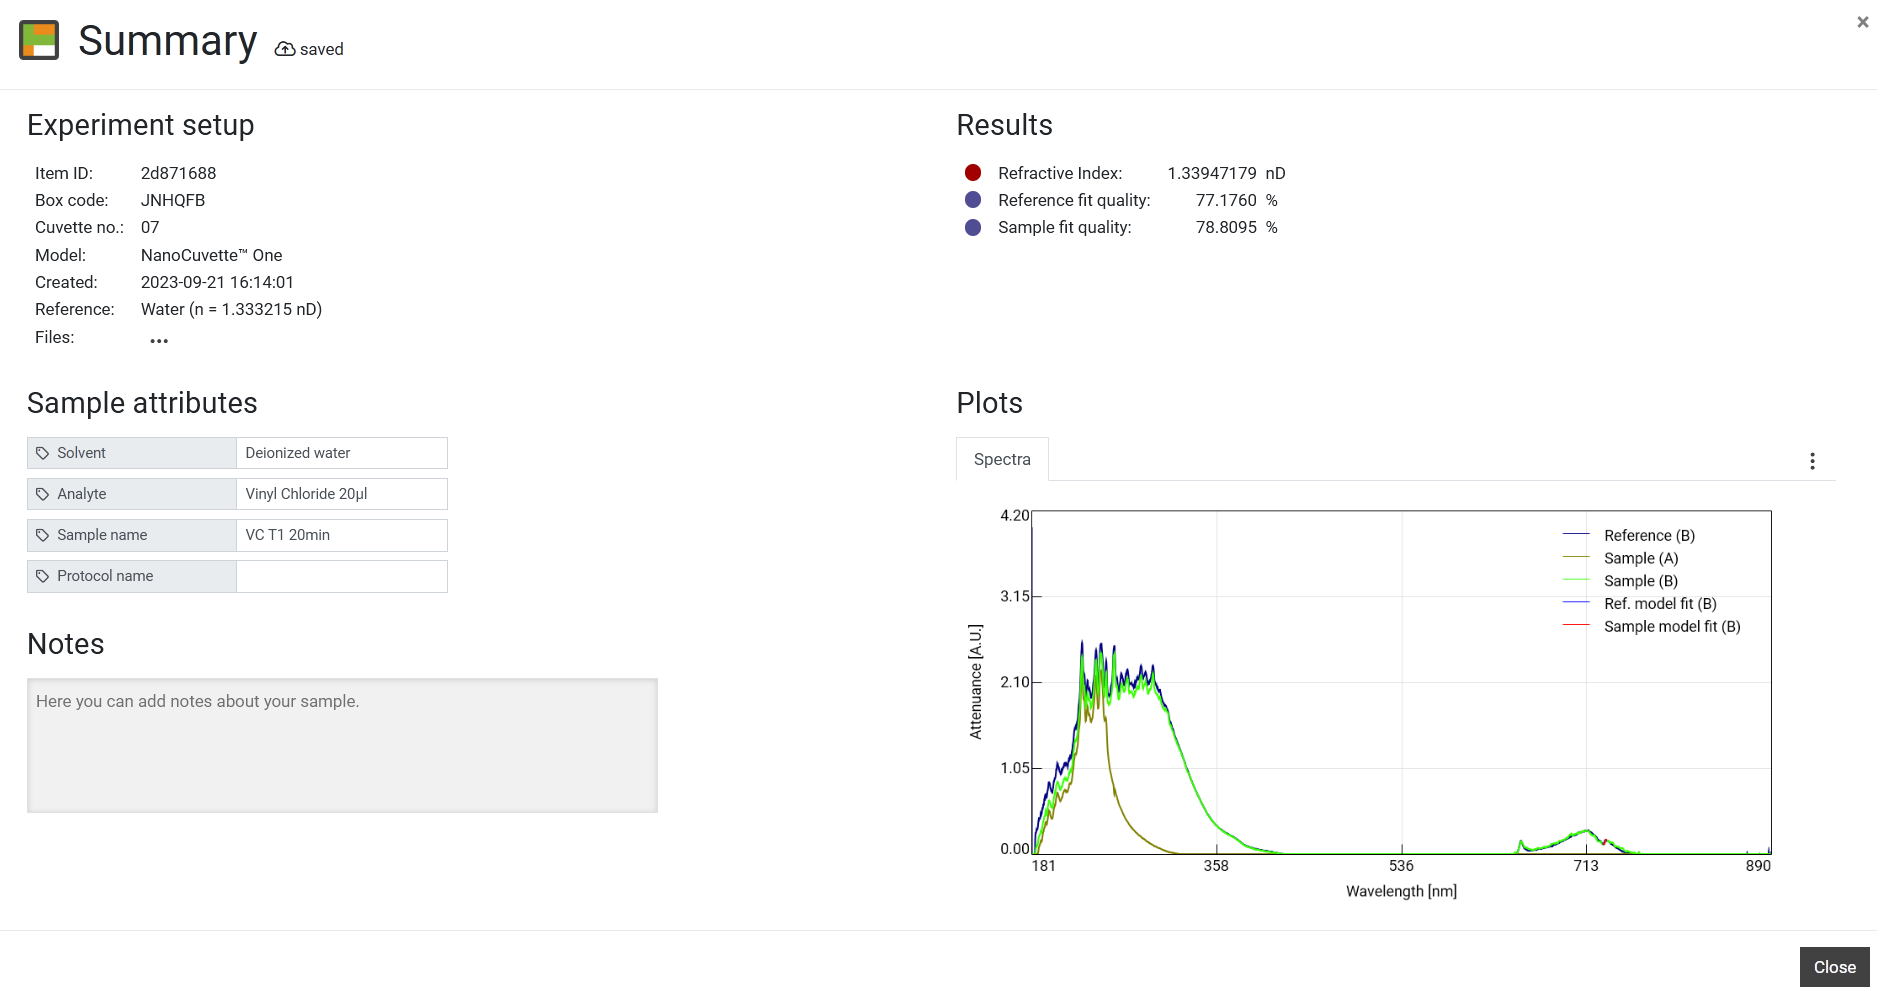 Summary saved
×
Experiment setup
Item ID: 2d871688
Box code: JNHQFB
Cuvette no.: 07
Model: NanoCuvette™ One
Created: 2023-09-21 16:14:01
Reference: Water (n = 1.333215 nD)
Files: •••
Results
Refractive Index: 1.33947179 nD
Reference fit quality: 77.1760 %
Sample fit quality: 78.8095 %
Sample attributes
Solvent Deionized water
Analyte Vinyl Chloride 20µl
Sample name VC T1 20min
Protocol name
Notes
Here you can add notes about your sample.
Plots
Spectra
4.20
3.15
2.10
1.05
0.00
Attenuance [A.U.]
Reference (B)
Sample (A)
Sample (B)
Ref. model fit (B)
Sample model fit (B)
181 358 536 713 890
Wavelength [nm]
Close